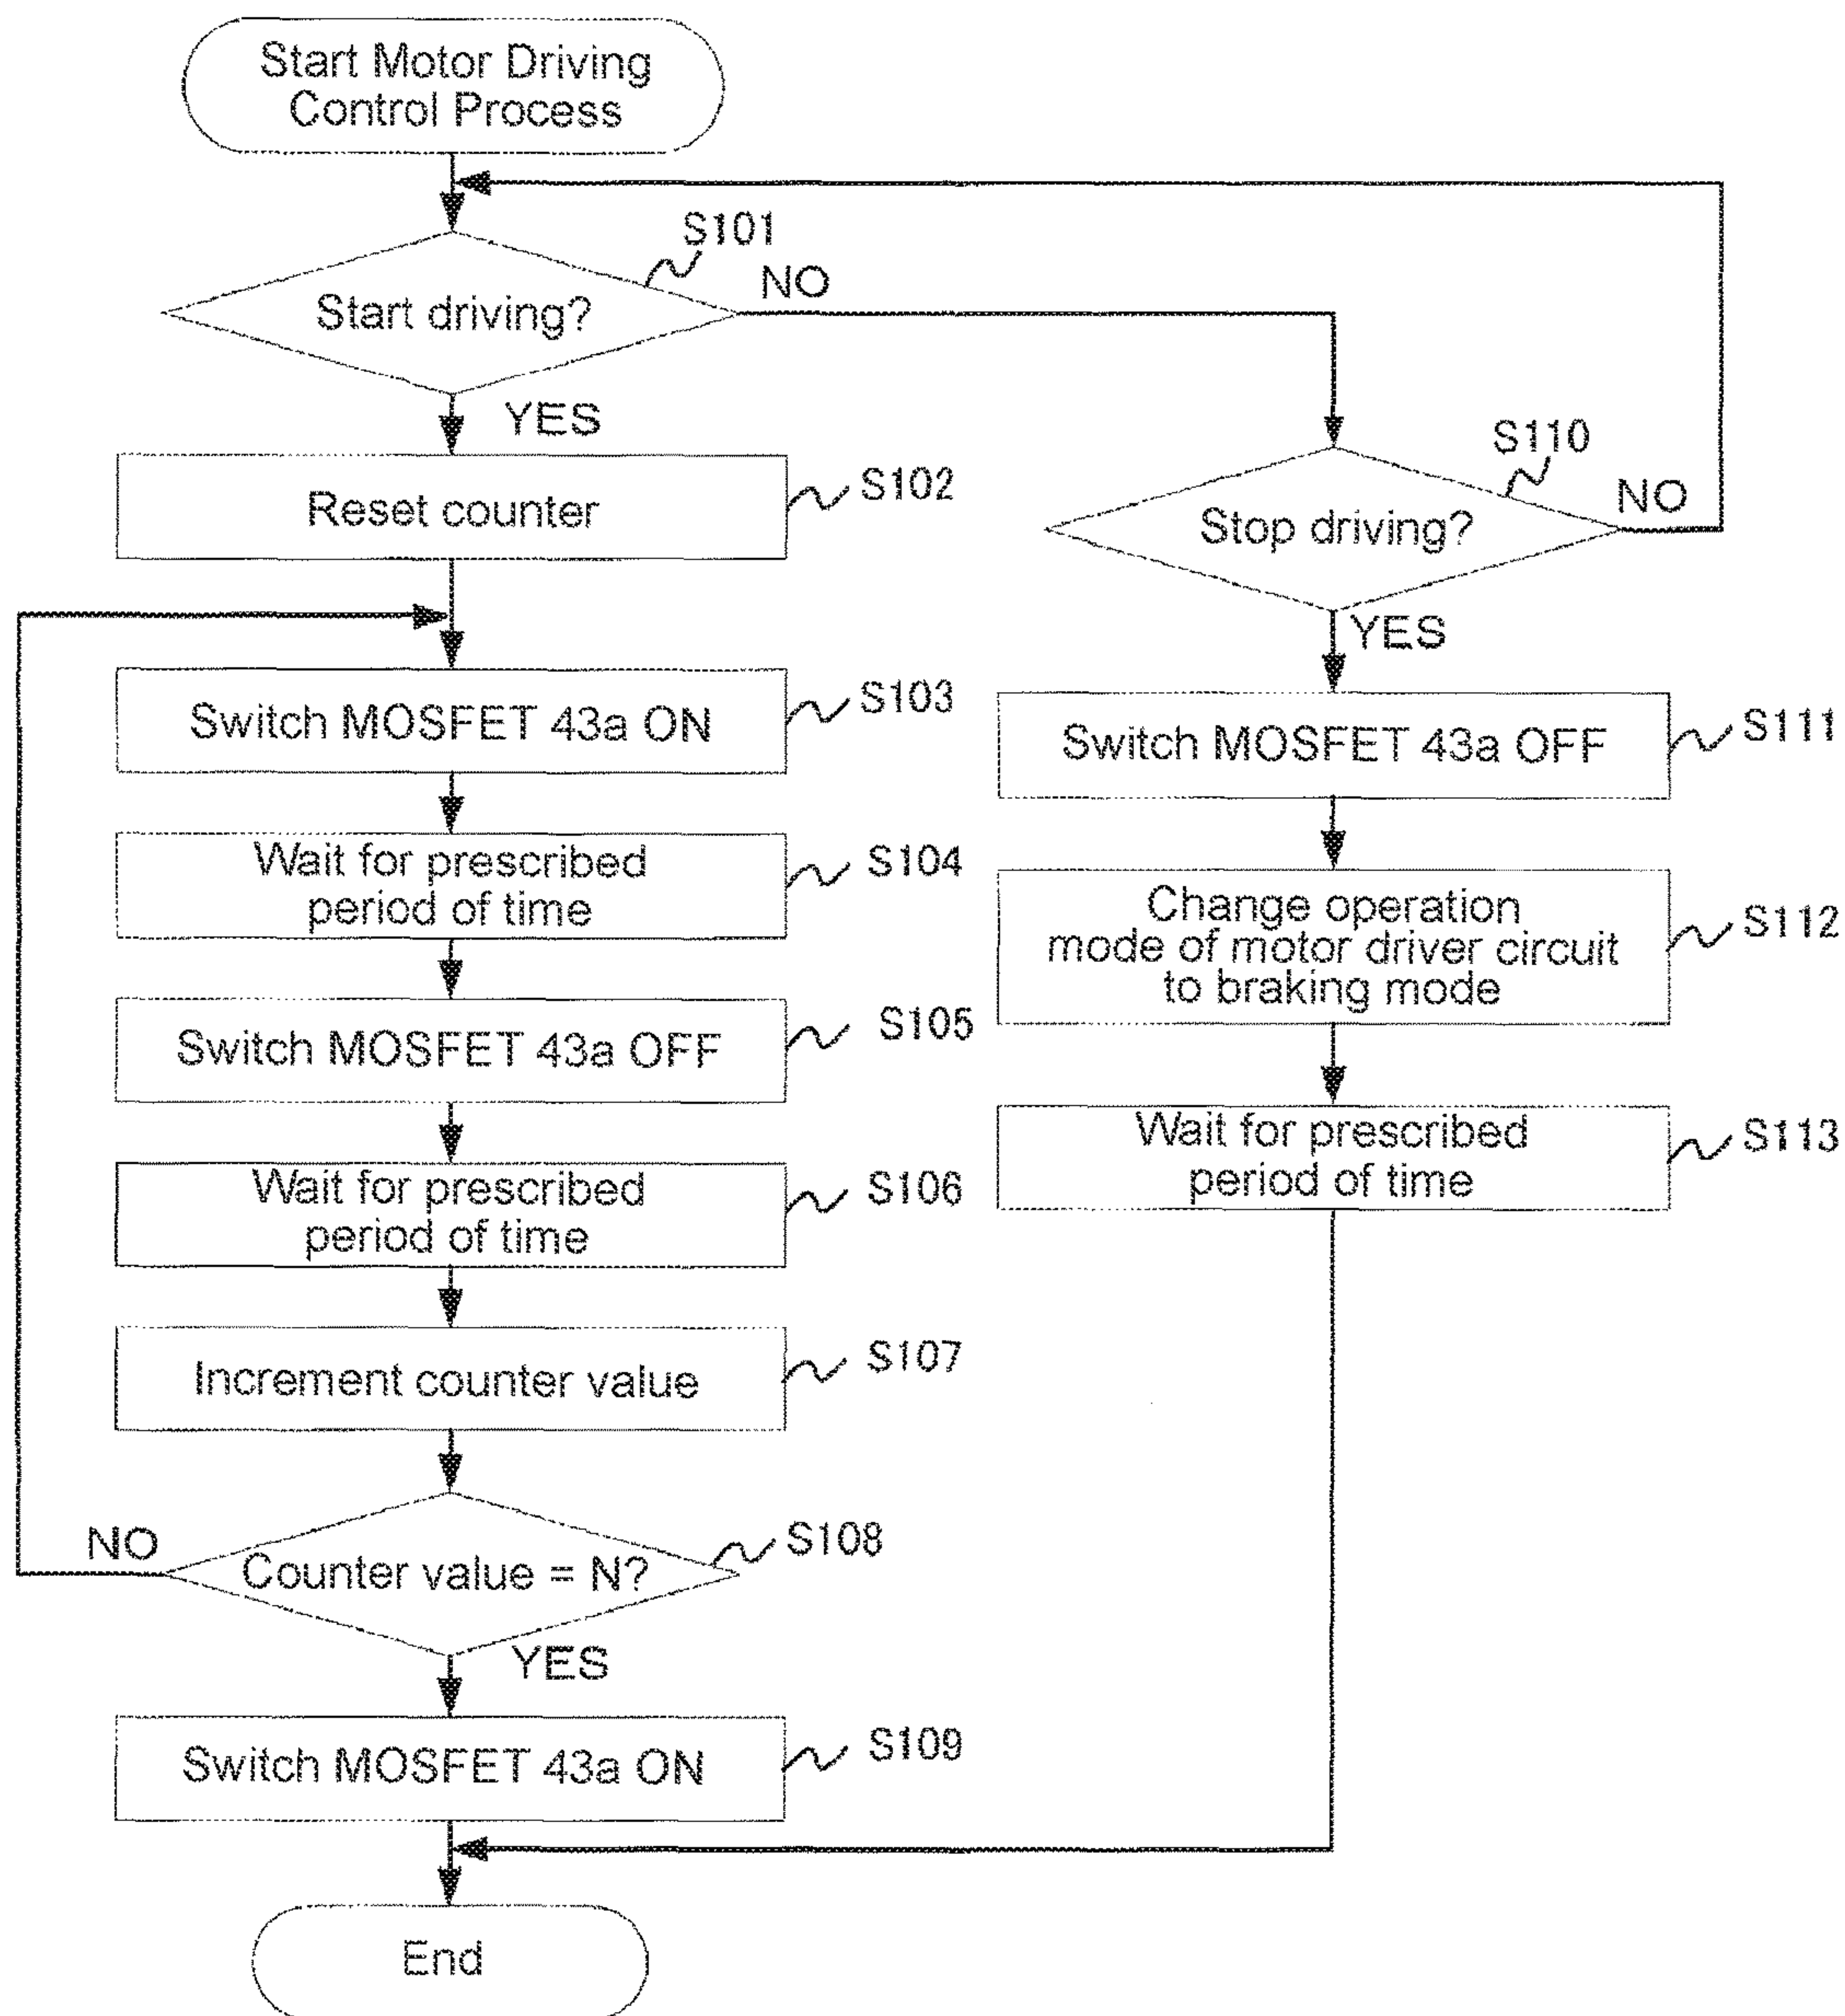 Start Motor Driving
Control Process
S101
Start driving?
NO
YES
S102
Reset counter
S103
Switch MOSFET 43a ON
S104
Wait for prescribed
period of time
S105
Switch MOSFET 43a OFF
S106
Wait for prescribed
period of time
S107
Increment counter value
S108
Counter value = N?
NO
YES
S109
Switch MOSFET 43a ON
S110
Stop driving?
NO
YES
S111
Switch MOSFET 43a OFF
S112
Change operation
mode of motor driver circuit
to braking mode
S113
Wait for prescribed
period of time
End